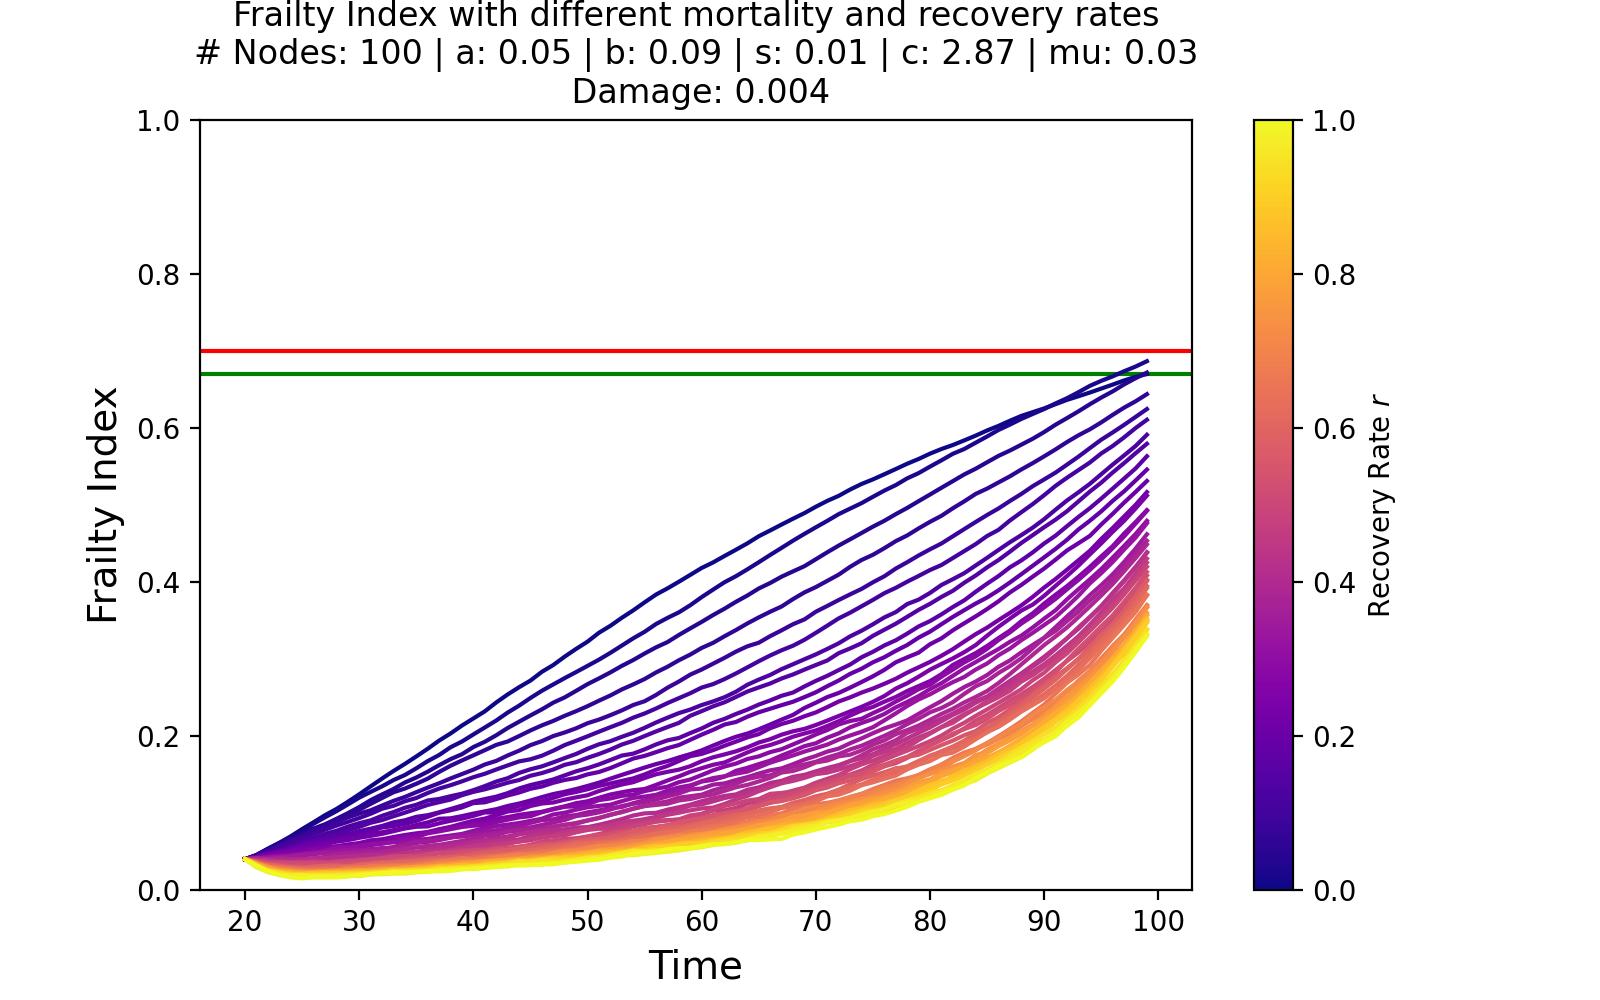 Frailty Index with different mortality and recovery rates
# Nodes: 100 | a: 0.05 | b: 0.09 | s: 0.01 | c: 2.87 | mu: 0.03
Damage: 0.004
1.0
0.8
0.6
0.4
0.2
0.0
Frailty Index
20 30 40 50 60 70 80 90 100
Time
1.0
0.8
0.6
0.4
0.2
0.0
Recovery Rate r